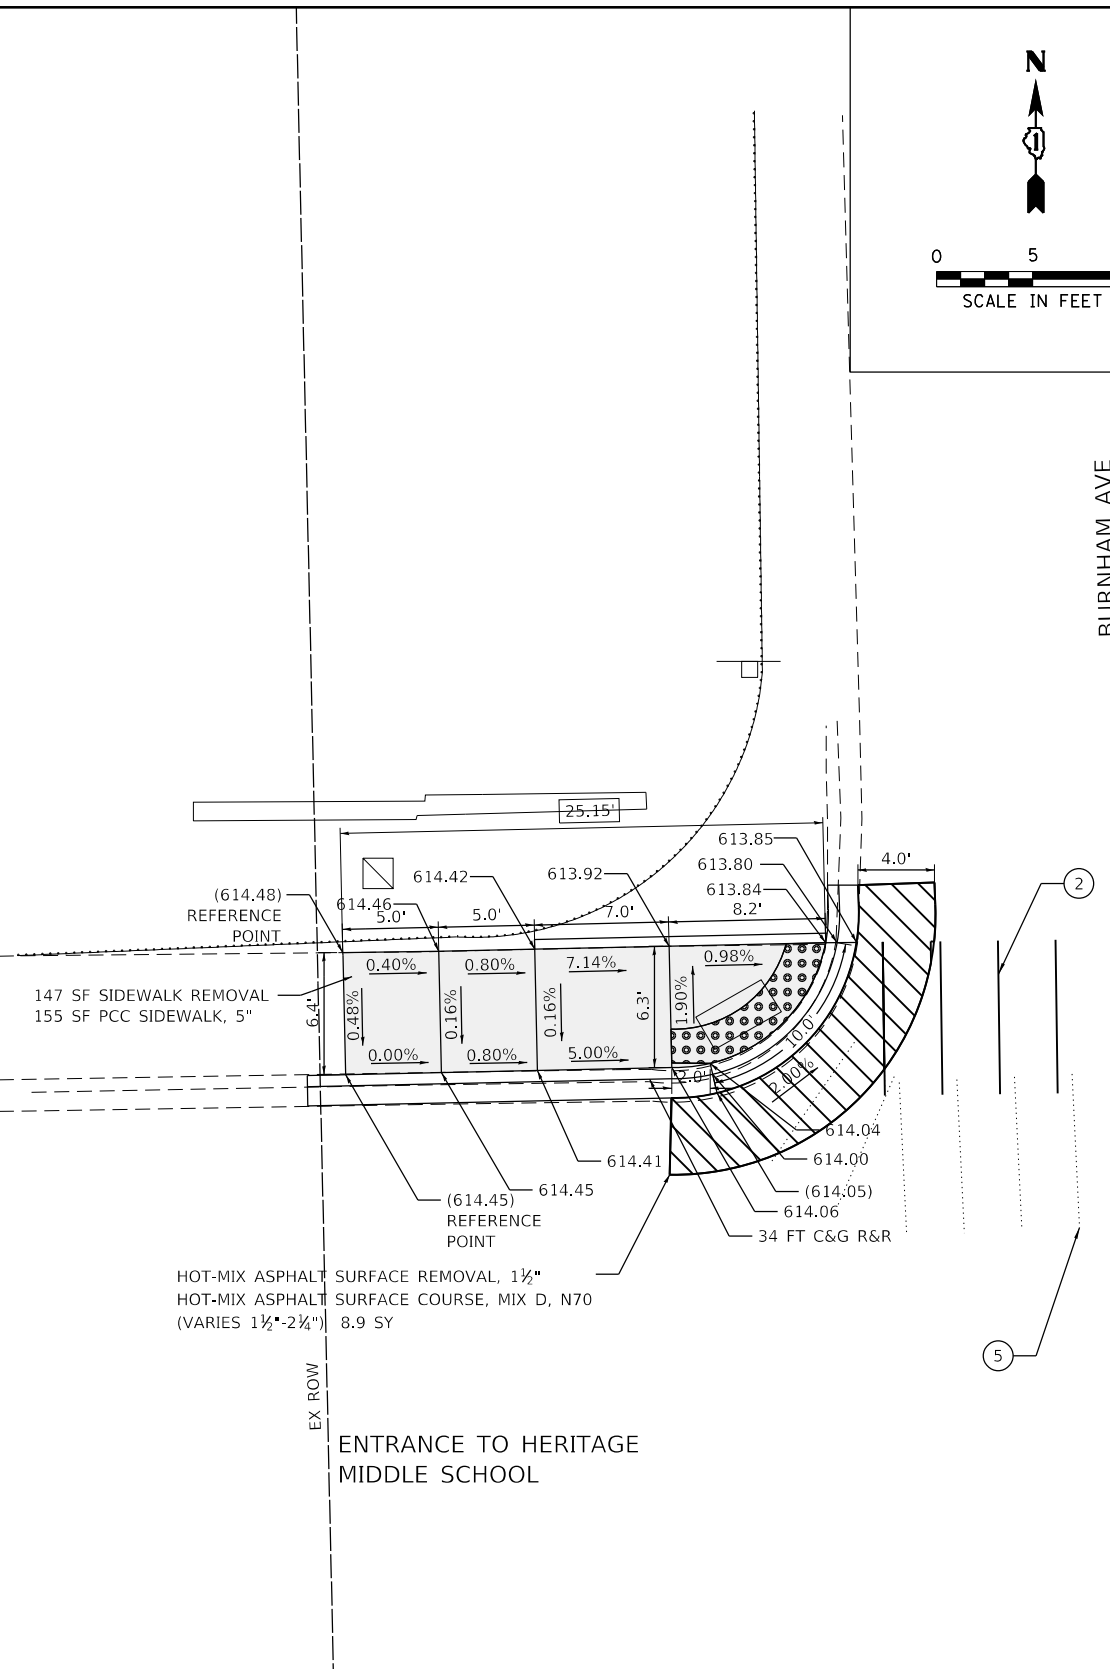 N
0 5
SCALE IN FEET
BURNHAM AVE
25.15'
613.85
613.80
613.84
4.0'
2
(614.48)
REFERENCE
POINT
614.46
614.42
613.92
5.0'
5.0'
7.0'
8.2'
147 SF SIDEWALK REMOVAL
155 SF PCC SIDEWALK, 5"
6.4'
0.40%
0.80%
7.14%
0.98%
0.48%
0.16%
0.16%
6.3'
1.90%
0.00%
0.80%
5.00%
10.0'
2.0'
2.00%
614.04
614.00
(614.05)
614.06
34 FT C&G R&R
614.41
614.45
(614.45)
REFERENCE
POINT
HOT-MIX ASPHALT SURFACE REMOVAL, 1½"
HOT-MIX ASPHALT SURFACE COURSE, MIX D, N70
(VARIES 1½"-2¼") 8.9 SY
5
EX ROW
ENTRANCE TO HERITAGE
MIDDLE SCHOOL